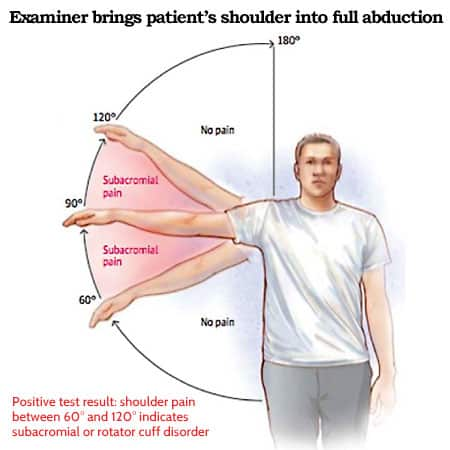 Examiner brings patient's shoulder into full abduction
180°
120°
No pain
Subacromial
pain
90°
Subacromial
pain
60°
No pain
Positive test result: shoulder pain
between 60° and 120° indicates
subacromial or rotator cuff disorder